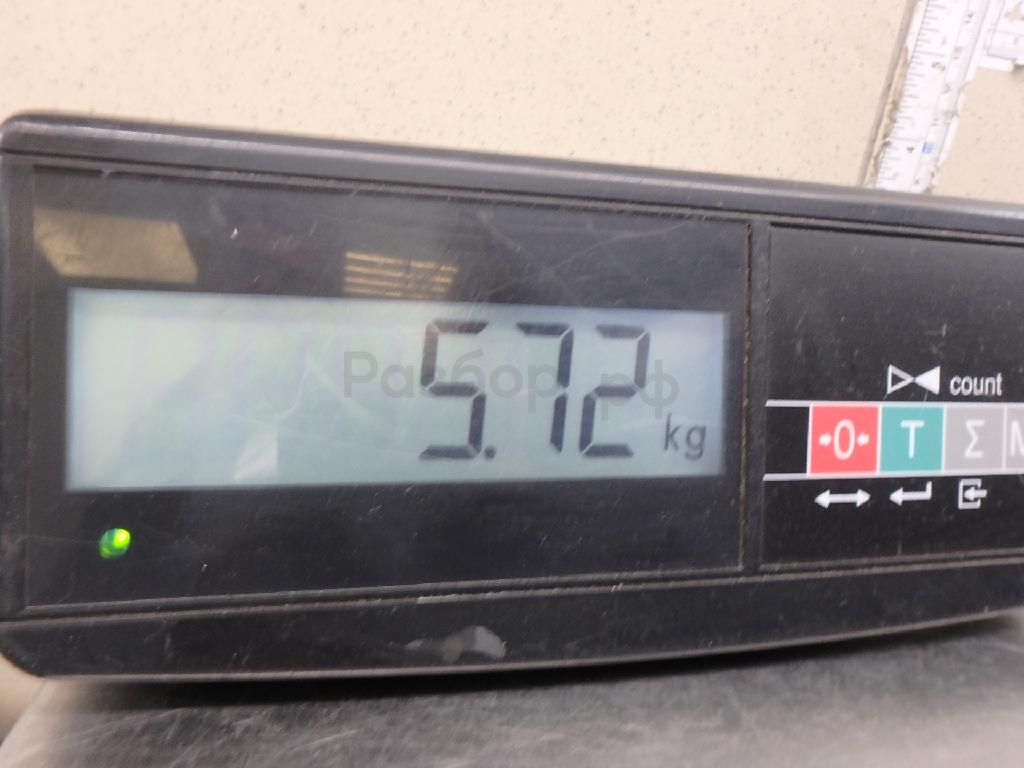 Разбор.рф
5.72 kg
count
→0← T Σ M